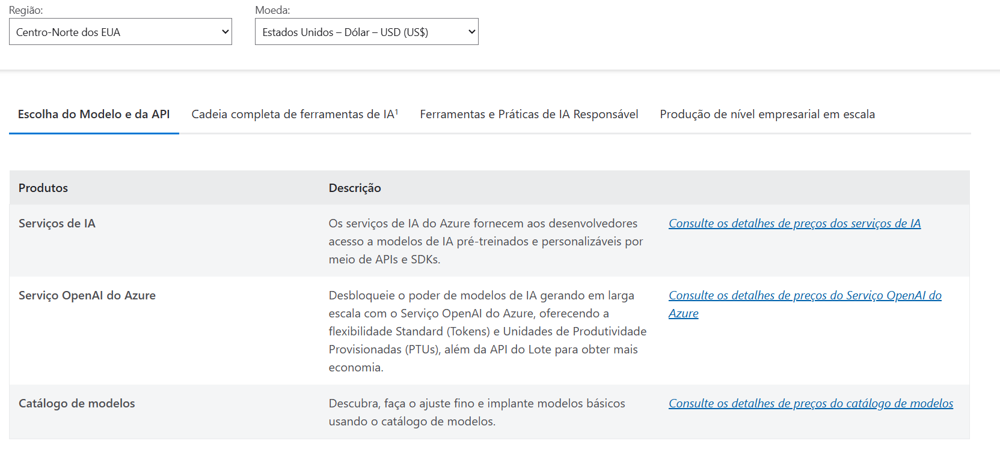 Região:
Moeda:
Centro-Norte dos EUA
Estados Unidos – Dólar – USD (US$)
Escolha do Modelo e da API
Cadeia completa de ferramentas de IA¹
Ferramentas e Práticas de IA Responsável
Produção de nível empresarial em escala
Produtos
Descrição
Serviços de IA
Os serviços de IA do Azure fornecem aos desenvolvedores
acesso a modelos de IA pré-treinados e personalizáveis por
meio de APIs e SDKs.
Consulte os detalhes de preços dos serviços de IA
Serviço OpenAI do Azure
Desbloqueie o poder de modelos de IA gerando em larga
escala com o Serviço OpenAI do Azure, oferecendo a
flexibilidade Standard (Tokens) e Unidades de Produtividade
Provisionadas (PTUs), além da API do Lote para obter mais
economia.
Consulte os detalhes de preços do Serviço OpenAI do
Azure
Catálogo de modelos
Descubra, faça o ajuste fino e implante modelos básicos
usando o catálogo de modelos.
Consulte os detalhes de preços do catálogo de modelos